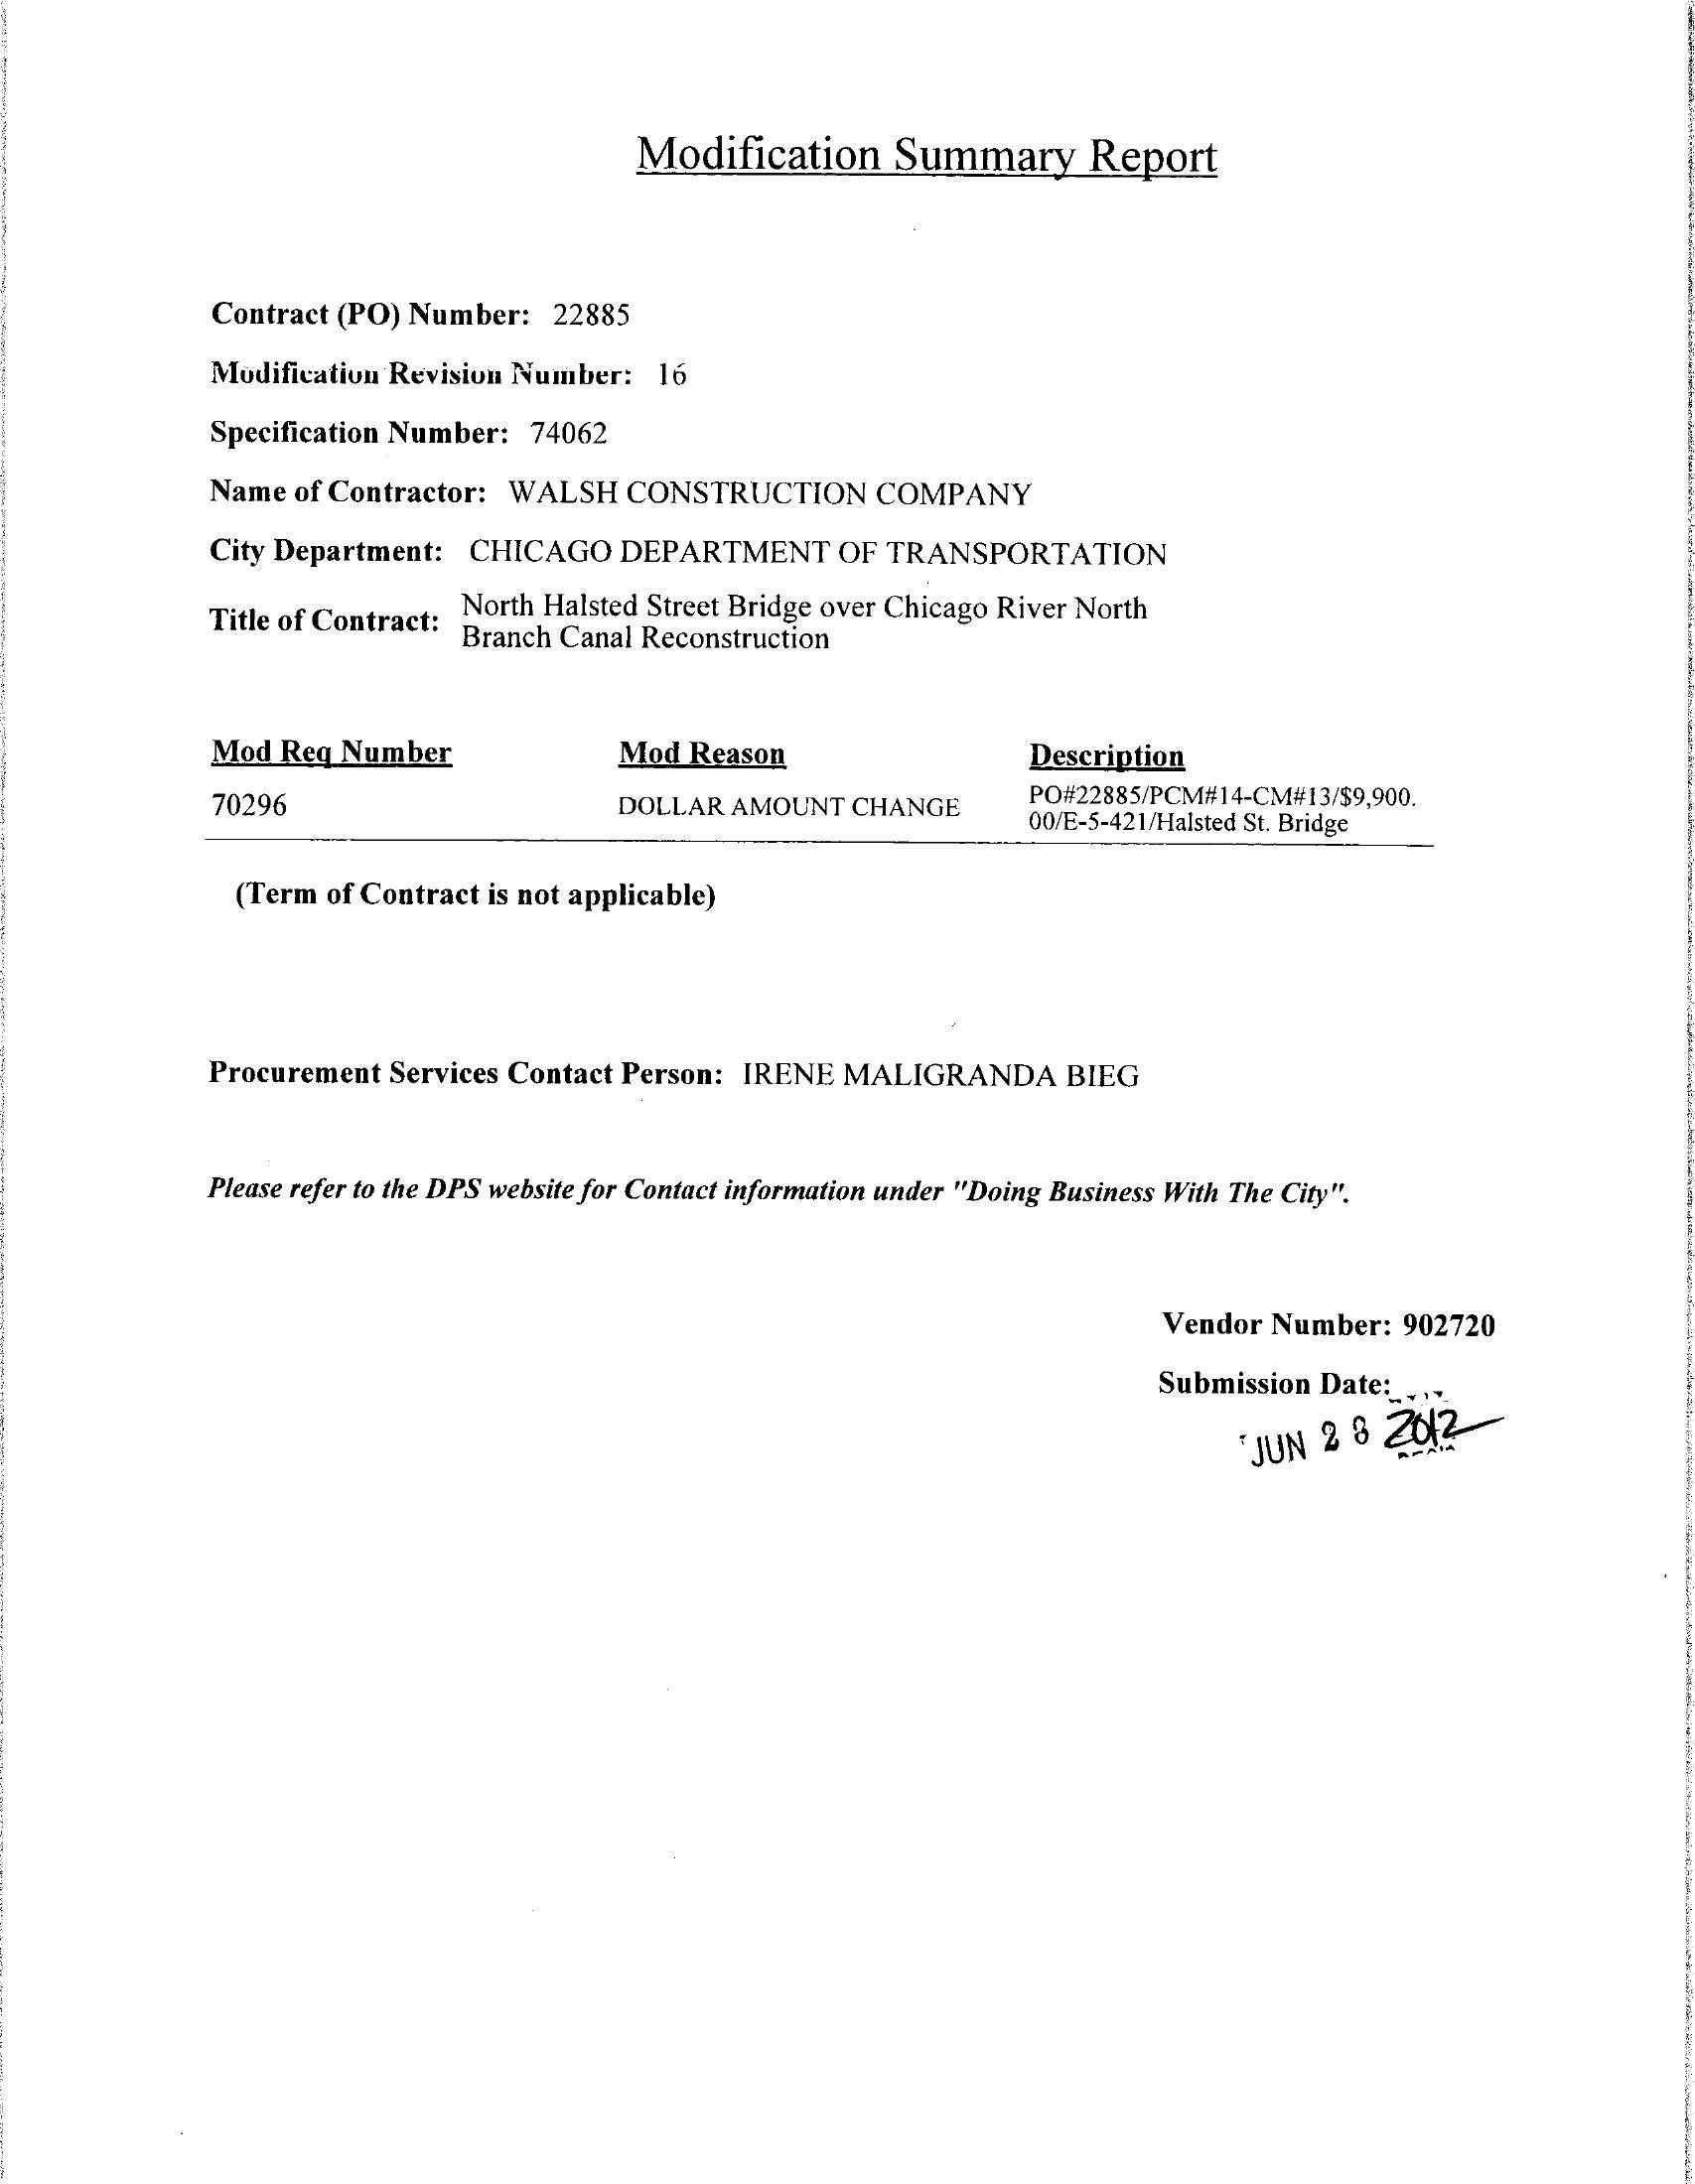 Modification Summary Report
Contract (PO) Number: 22885
Modification Revision Number: 16
Specification Number: 74062
Name of Contractor: WALSH CONSTRUCTION COMPANY
City Department: CHICAGO DEPARTMENT OF TRANSPORTATION
Title of Contract: North Halsted Street Bridge over Chicago River North
Branch Canal Reconstruction
Mod Req Number Mod Reason Description
70296 DOLLAR AMOUNT CHANGE PO#22885/PCM#14-CM#13/$9,900.
00/E-5-421/Halsted St. Bridge
(Term of Contract is not applicable)
Procurement Services Contact Person: IRENE MALIGRANDA BIEG
Please refer to the DPS website for Contact information under "Doing Business With The City".
Vendor Number: 902720
Submission Date:
JUN 28 2012